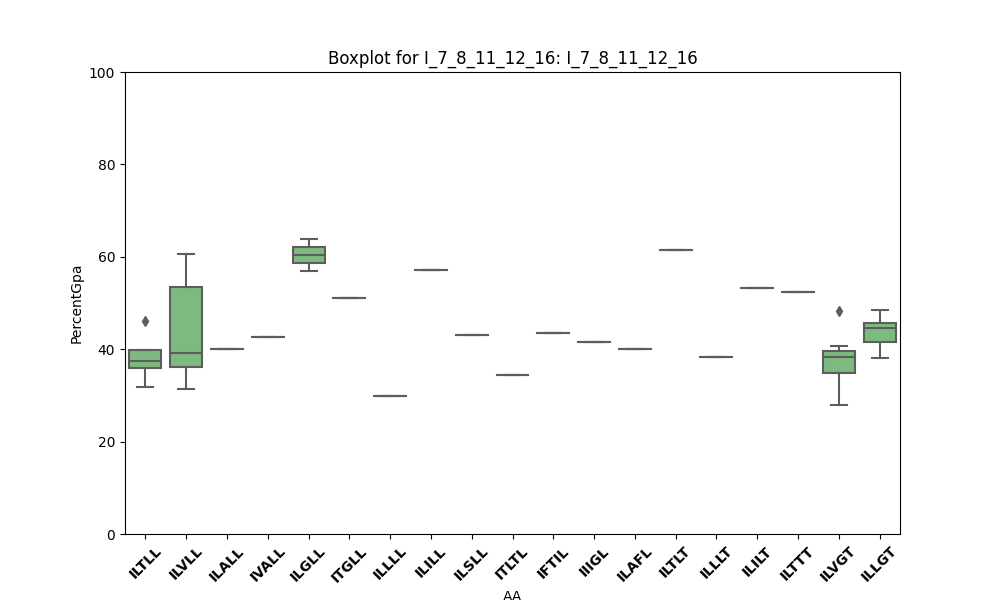 Boxplot for I_7_8_11_12_16: I_7_8_11_12_16
100
80
60
40
20
0
PercentGpa
ILTLL
ILVLL
ILALL
IVALL
ILGLL
ITGLL
ILLLL
ILILL
ILSLL
ITLTL
IFTIL
IIIGL
ILAFL
ILTLT
ILLLT
ILILT
ILTTT
ILVGT
ILLGT
AA